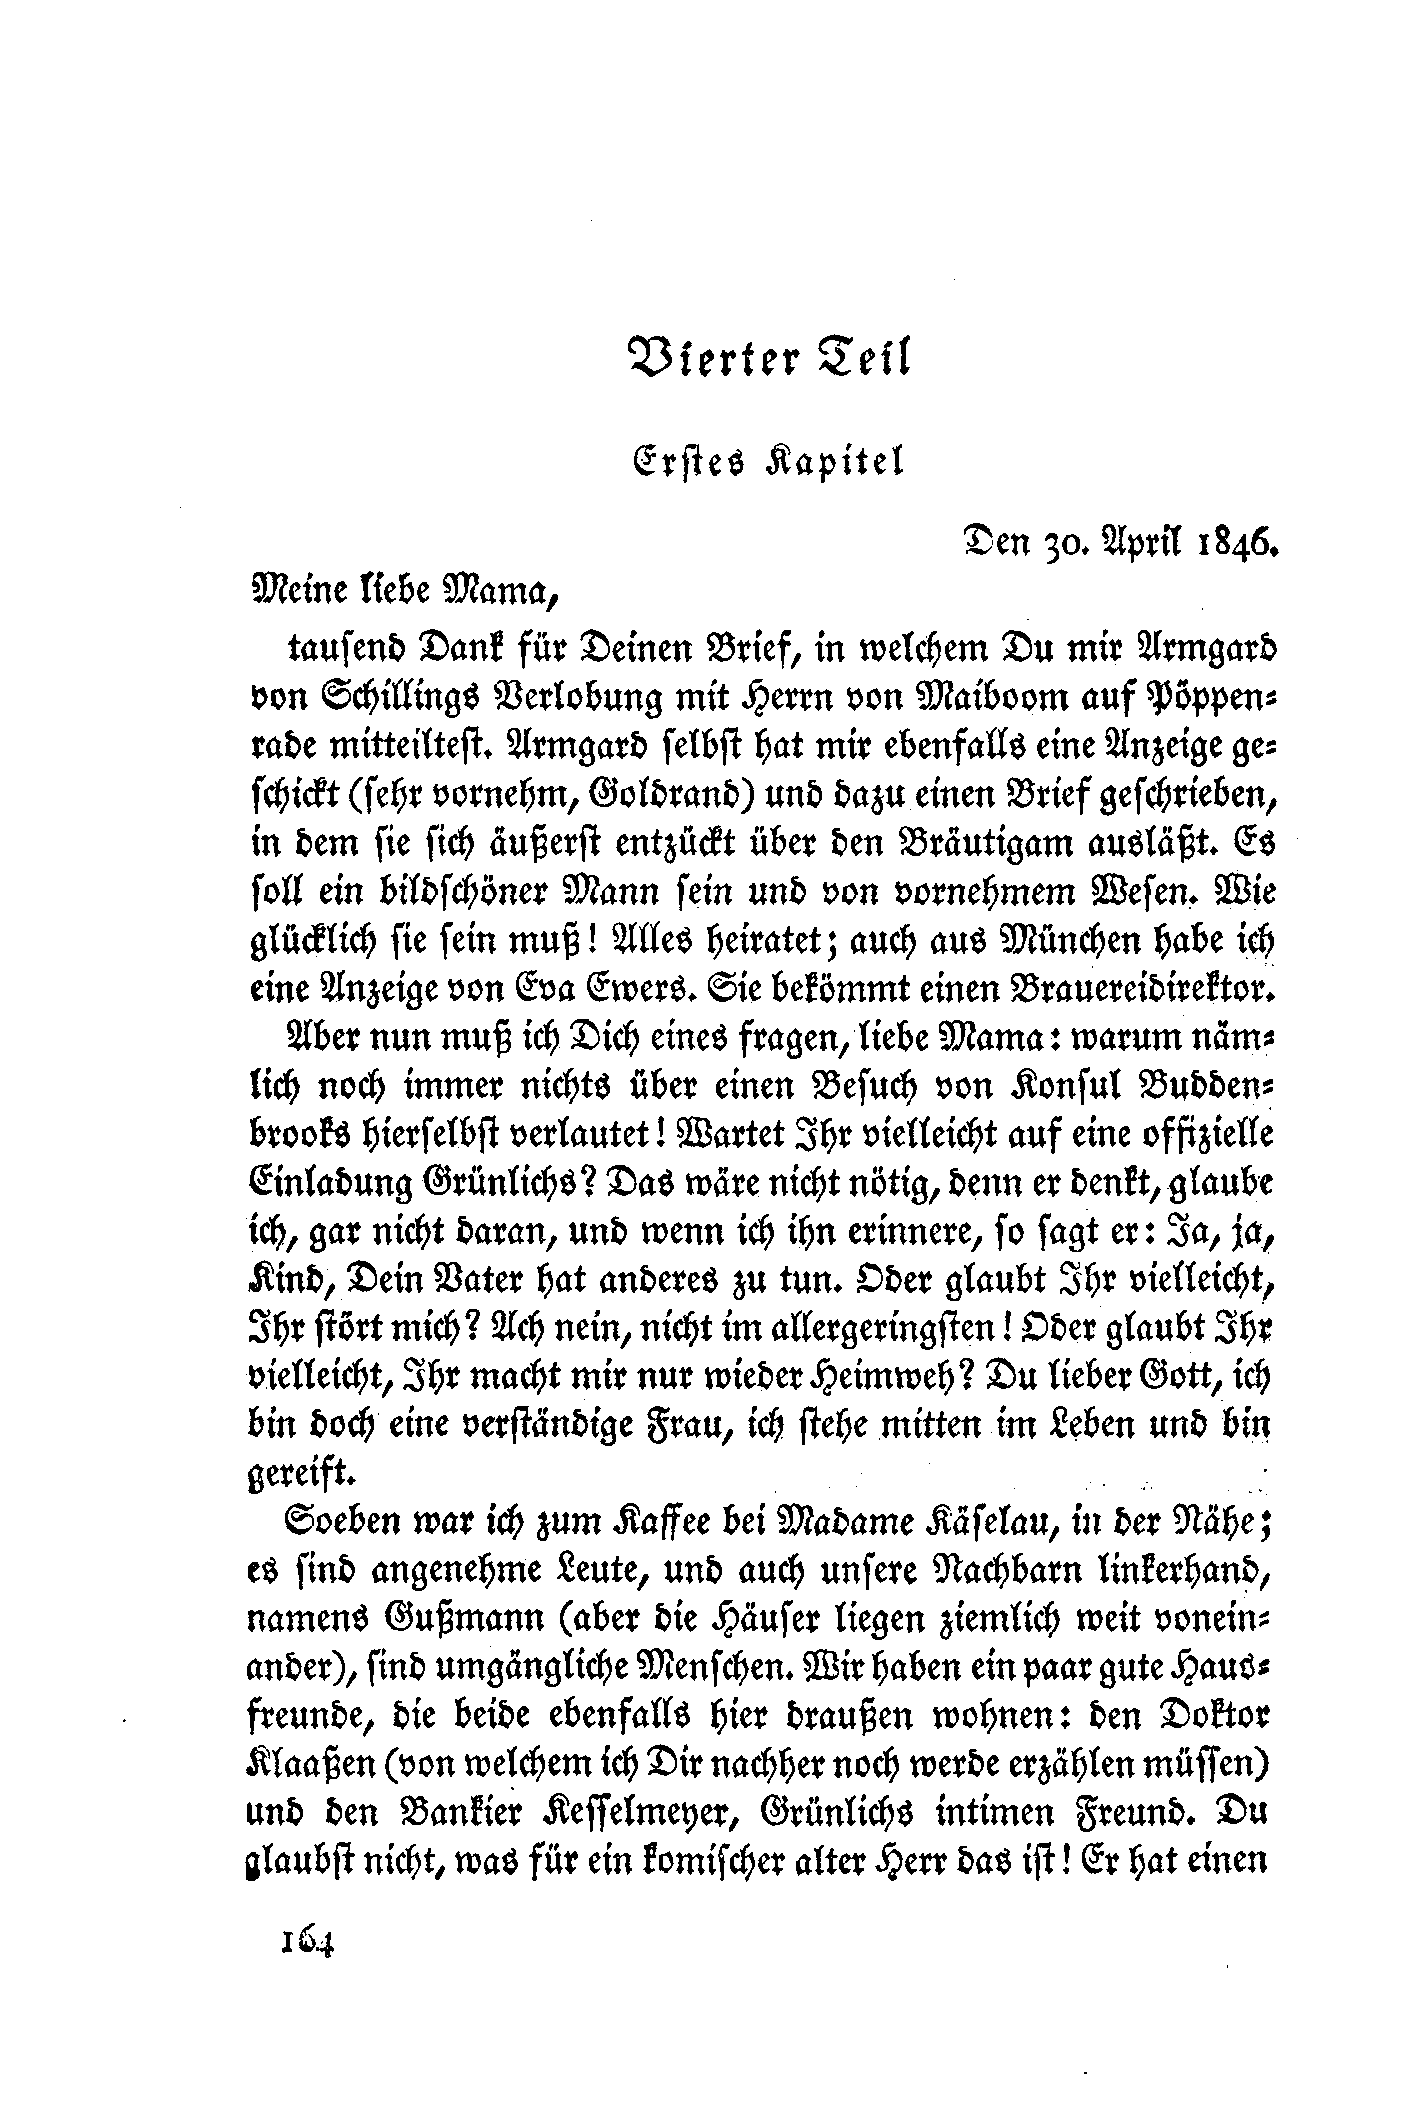 Vierter Teil
Erstes Kapitel
Den 30. April 1846.
Meine liebe Mama,
tausend Dank für Deinen Brief, in welchem Du mir Armgard
von Schillings Verlobung mit Herrn von Maiboom auf Pöppen-
rade mitteiltest. Armgard selbst hat mir ebenfalls eine Anzeige ge-
schickt (sehr vornehm, Goldrand) und dazu einen Brief geschrieben,
in dem sie sich äußerst entzückt über den Bräutigam ausläßt. Es
soll ein bildschöner Mann sein und von vornehmem Wesen. Wie
glücklich sie sein muß! Alles heiratet; auch aus München habe ich
eine Anzeige von Eva Ewers. Sie bekömmt einen Brauereidirektor.
Aber nun muß ich Dich eines fragen, liebe Mama: warum näm-
lich noch immer nichts über einen Besuch von Konsul Budden-
brooks hierselbst verlautet! Wartet Ihr vielleicht auf eine offizielle
Einladung Grünlichs? Das wäre nicht nötig, denn er denkt, glaube
ich, gar nicht daran, und wenn ich ihn erinnere, so sagt er: Ja, ja,
Kind, Dein Vater hat anderes zu tun. Oder glaubt Ihr vielleicht,
Ihr stört mich? Ach nein, nicht im allergeringsten! Oder glaubt Ihr
vielleicht, Ihr macht mir nur wieder Heimweh? Du lieber Gott, ich
bin doch eine verständige Frau, ich stehe mitten im Leben und bin
gereift.
Soeben war ich zum Kaffee bei Madame Käselau, in der Nähe;
es sind angenehme Leute, und auch unsere Nachbarn linkerhand,
namens Gußmann (aber die Häuser liegen ziemlich weit vonein-
ander), sind umgängliche Menschen. Wir haben ein paar gute Haus-
freunde, die beide ebenfalls hier draußen wohnen: den Doktor
Klaaßen (von welchem ich Dir nachher noch werde erzählen müssen)
und den Bankier Kesselmeyer, Grünlichs intimen Freund. Du
glaubst nicht, was für ein komischer alter Herr das ist! Er hat einen
164